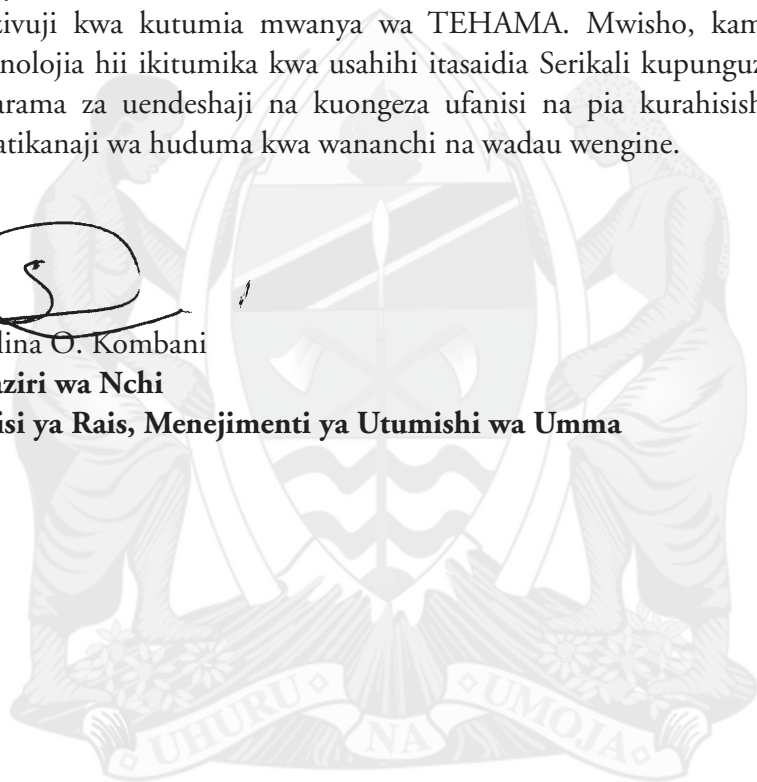 zivuji kwa kutumia mwanya wa TEHAMA. Mwisho, kam
nolojia hii ikitumika kwa usahihi itasaidia Serikali kupunguz
arama za uendeshaji na kuongeza ufanisi na pia kurahisish
atikanaji wa huduma kwa wananchi na wadau wengine.
lina O. Kombani
aziri wa Nchi
isi ya Rais, Menejimenti ya Utumishi wa Umma
UHURU NA UMOJA